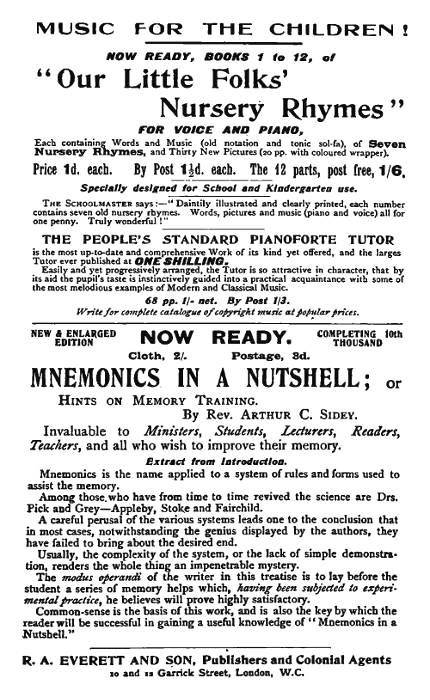 MUSIC FOR THE CHILDREN!
NOW READY, BOOKS 1 to 12, of
"Our Little Folks'
Nursery Rhymes"
FOR VOICE AND PIANO,
Each containing Words and Music (old notation and tonic sol-fa), of Seven
Nursery Rhymes, and Thirty New Pictures (20 pp. with coloured wrapper).
Price 1d. each. By Post 1½d. each. The 12 parts, post free, 1/6.
Specially designed for School and Kindergarten use.
THE SCHOOLMASTER says:—"Daintily illustrated and clearly printed, each number
contains seven old nursery rhymes. Words, pictures and music (piano and voice) all for
one penny. Truly wonderful!"
THE PEOPLE'S STANDARD PIANOFORTE TUTOR
is the most up-to-date and comprehensive Work of its kind yet offered, and the larges
Tutor ever published at ONE SHILLING.
Easily and yet progressively arranged, the Tutor is so attractive in character, that by
its aid the pupil's taste is instinctively guided into a practical acquaintance with some of
the most melodious examples of Modern and Classical Music.
68 pp. 1/- net. By Post 1/3.
Write for complete catalogue of copyright music at popular prices.
NEW & ENLARGED EDITION NOW READY. COMPLETING 10th THOUSAND
Cloth, 2/. Postage, 3d.
MNEMONICS IN A NUTSHELL; or
HINTS ON MEMORY TRAINING.
By REV. ARTHUR C. SIDEY.
Invaluable to Ministers, Students, Lecturers, Readers,
Teachers, and all who wish to improve their memory.
Extract from Introduction.
Mnemonics is the name applied to a system of rules and forms used to
assist the memory.
Among those who have from time to time revived the science are Drs.
Pick and Grey—Appleby, Stoke and Fairchild.
A careful perusal of the various systems leads one to the conclusion that
in most cases, notwithstanding the genius displayed by the authors, they
have failed to bring about the desired end.
Usually, the complexity of the system, or the lack of simple demonstra-
tion, renders the whole thing an impenetrable mystery.
The modus operandi of the writer in this treatise is to lay before the
student a series of memory helps which, having been subjected to experi-
mental practice, he believes will prove highly satisfactory.
Common-sense is the basis of this work, and is also the key by which the
reader will be successful in gaining a useful knowledge of "Mnemonics in a
Nutshell."
R. A. EVERETT AND SON, Publishers and Colonial Agents
10 and 12 Garrick Street, London, W.C.